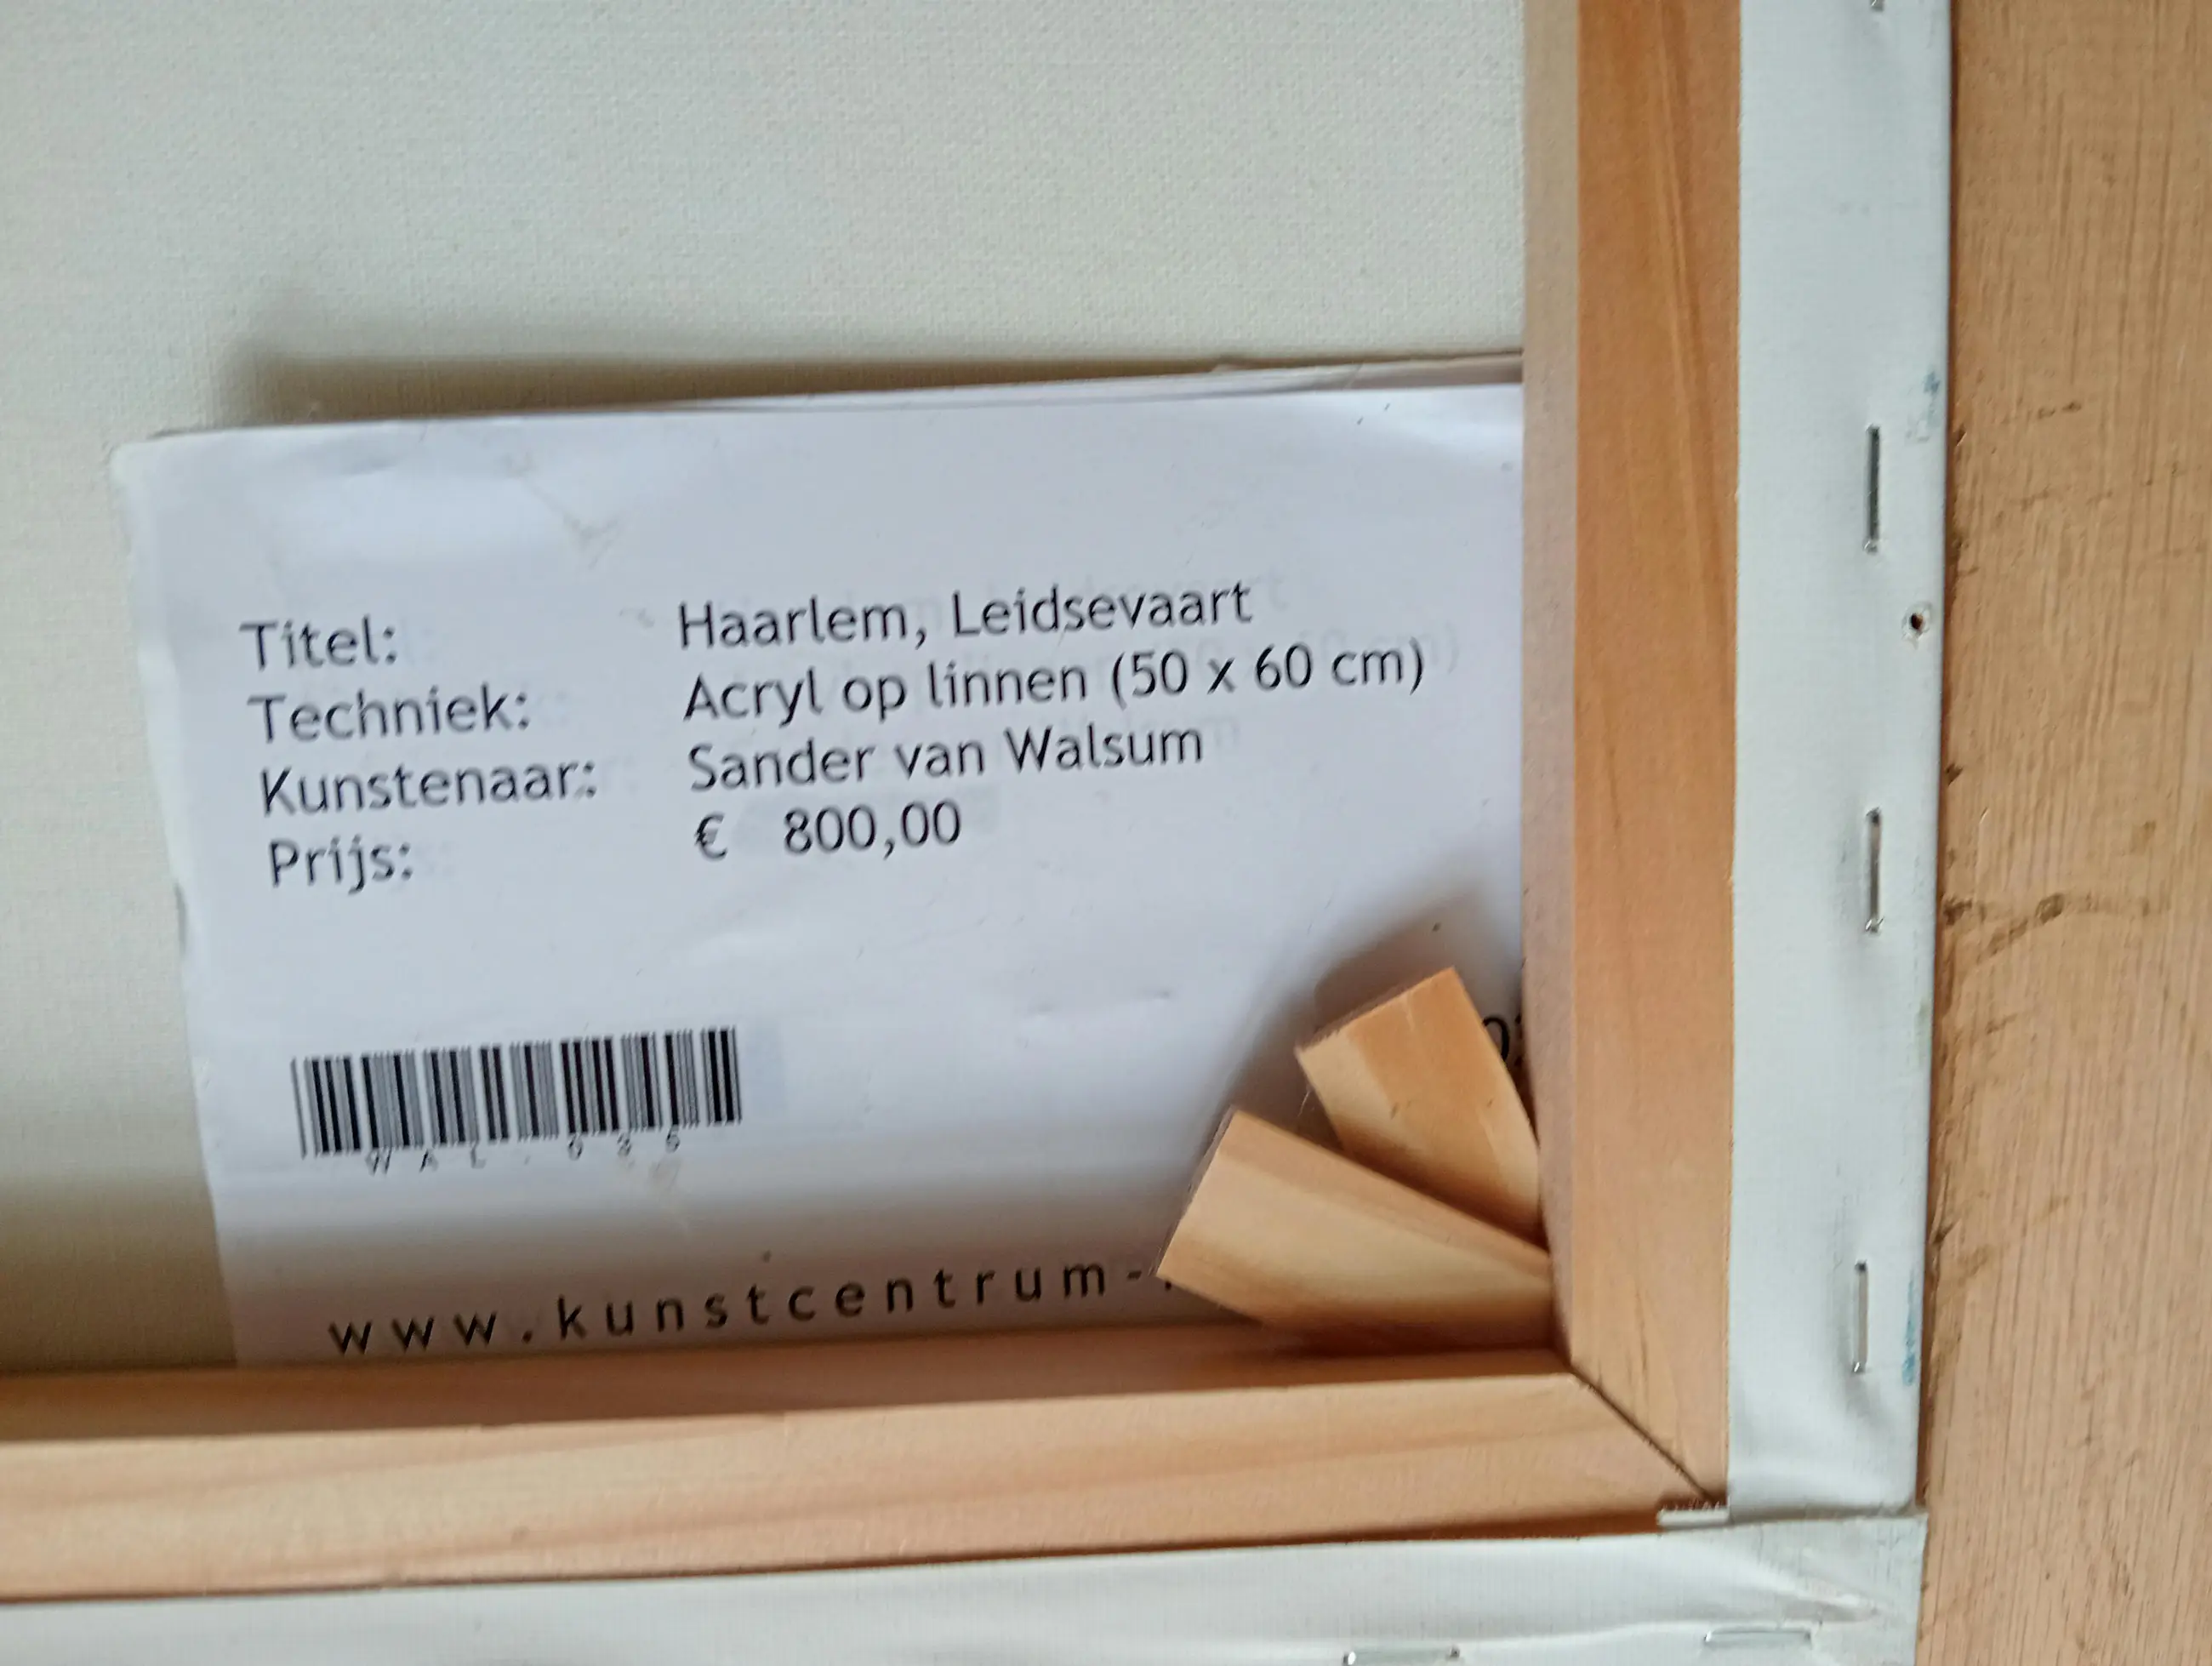 Titel: Haarlem, Leidsevaart
Techniek: Acryl op linnen (50 x 60 cm)
Kunstenaar: Sander van Walsum
Prijs: € 800,00
www.kunstcentrum-